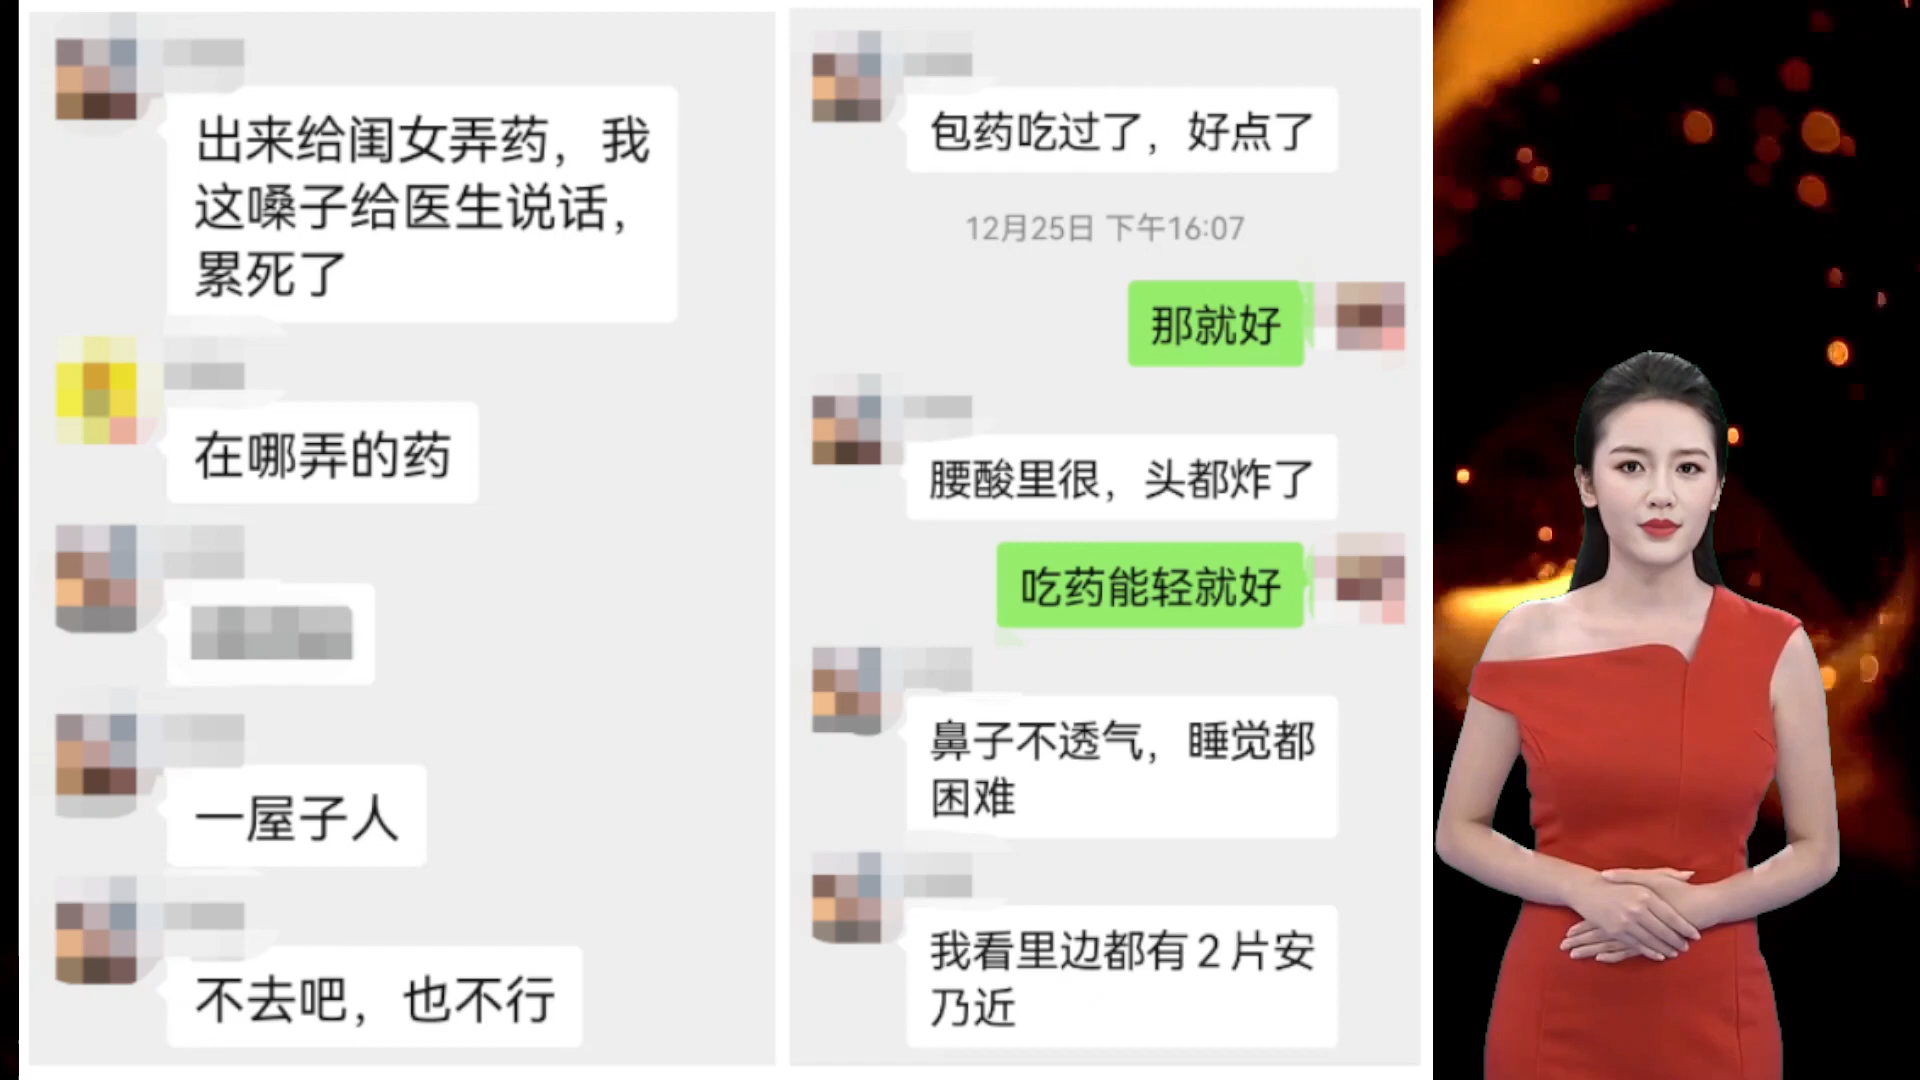 出来给闺女弄药，我
这嗓子给医生说话，
累死了
在哪弄的药
一屋子人
不去吧，也不行
包药吃过了，好点了
12月25日 下午16:07
那就好
腰酸里很，头都炸了
吃药能轻就好
鼻子不透气，睡觉都
困难
我看里边都有2片安
乃近